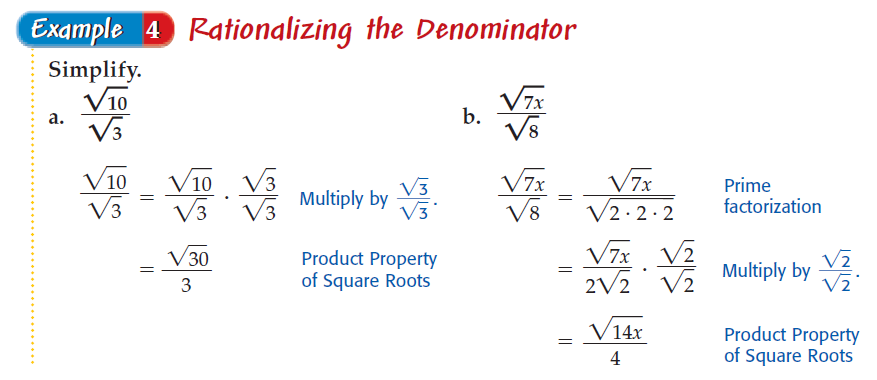 Example 4 Rationalizing the Denominator
Simplify.
a. √10/√3
√10/√3 = √10/√3 · √3/√3 Multiply by √3/√3.
= √30/3 Product Property
of Square Roots
b. √7x/√8
√7x/√8 = √7x/√2 · 2 · 2 Prime
factorization
= √7x/2√2 · √2/√2 Multiply by √2/√2.
= √14x/4 Product Property
of Square Roots